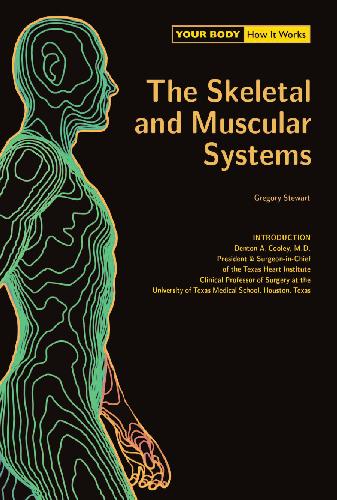 YOUR BODY How It Works
The Skeletal
and Muscular
Systems
Gregory Stewart
INTRODUCTION
Denton A. Cooley, M.D.
President & Surgeon-in-Chief
of the Texas Heart Institute
Clinical Professor of Surgery at the
University of Texas Medical School, Houston, Texas